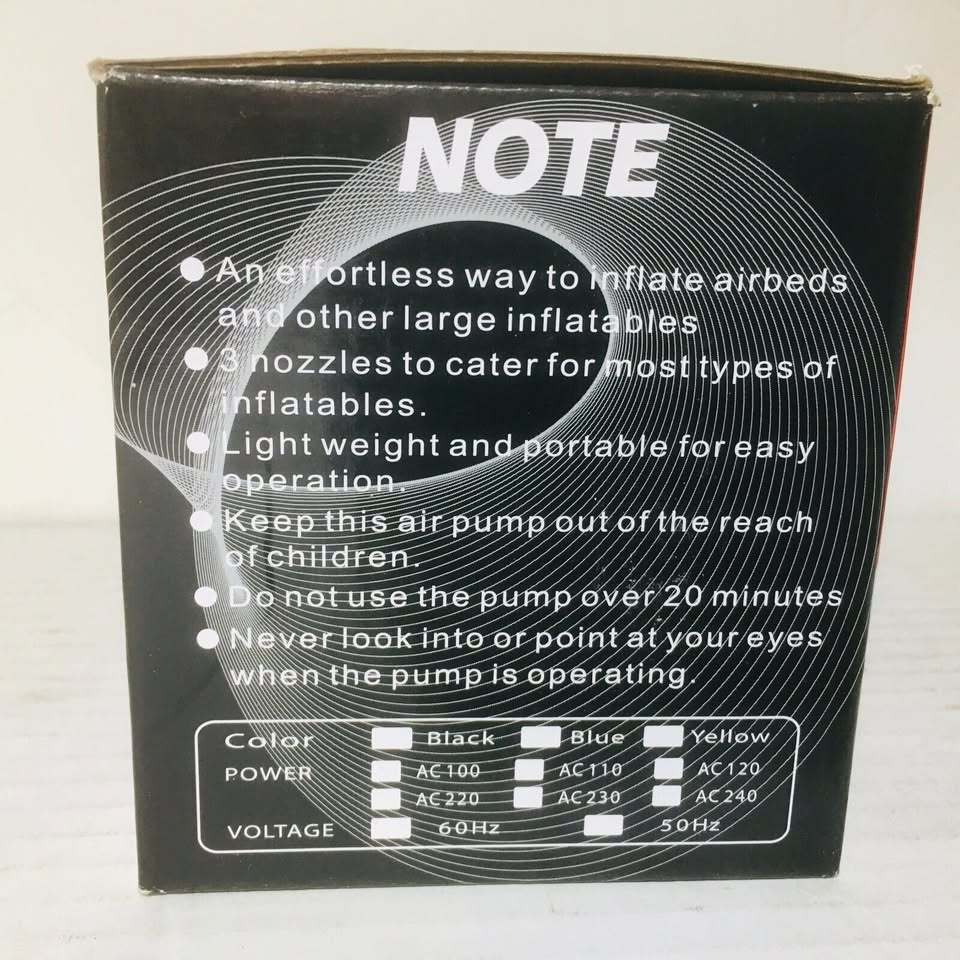 NOTE
● An effortless way to inflate airbeds
and other large inflatables
● 3 nozzles to cater for most types of
inflatables.
● Light weight and portable for easy
operation.
● Keep this air pump out of the reach
of children.
● Do not use the pump over 20 minutes
● Never look into or point at your eyes
when the pump is operating.
Color Black Blue Yellow
POWER AC100 AC110 AC120
AC220 AC230 AC240
VOLTAGE 60Hz 50Hz